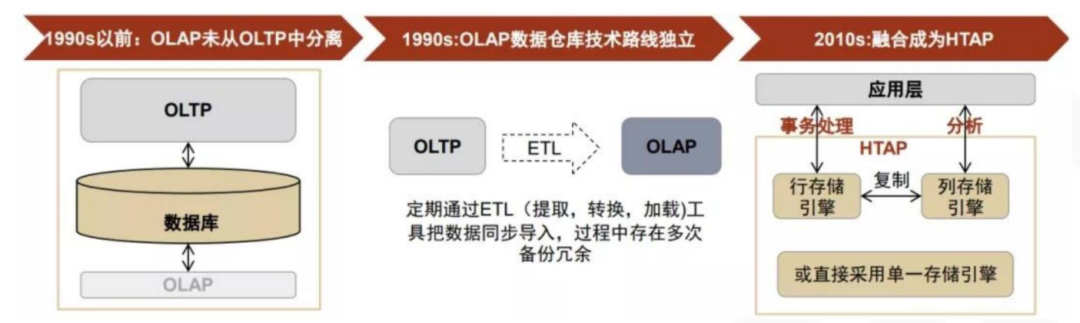 1990s以前：OLAP未从OLTP中分离
OLTP
数据库
OLAP
1990s:OLAP数据仓库技术路线独立
OLTP
ETL
OLAP
定期通过ETL（提取，转换，加载)工
具把数据同步导入，过程中存在多次
备份冗余
2010s:融合成为HTAP
应用层
事务处理
分析
HTAP
行存储
引擎
复制
列存储
引擎
或直接采用单一存储引擎